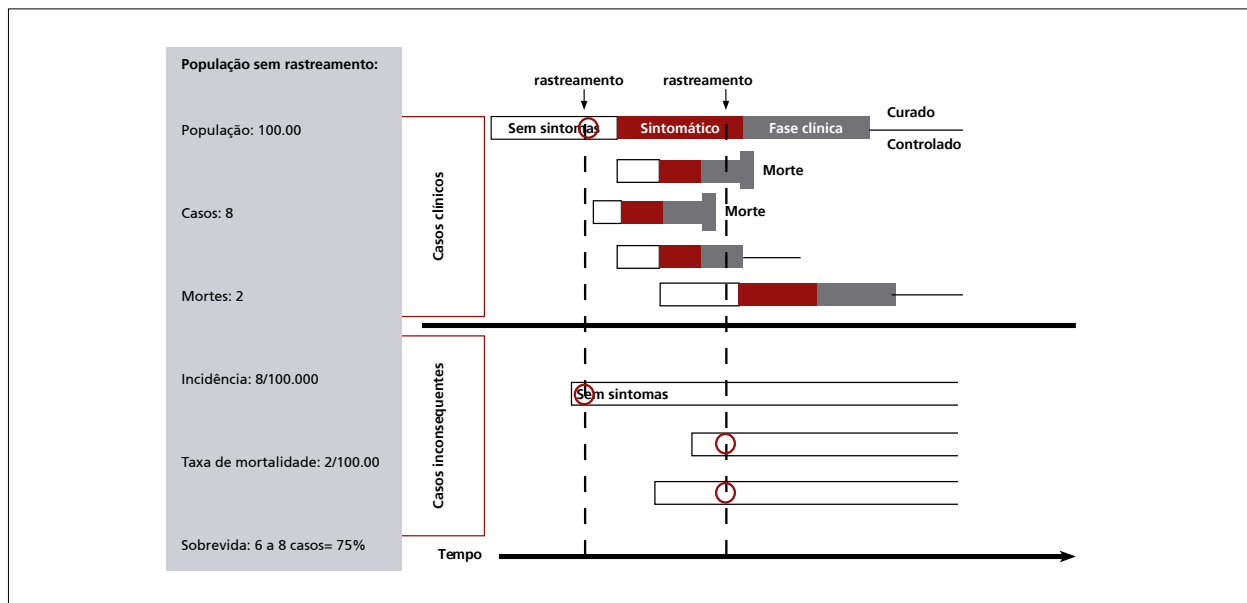 População sem rastreamento:
População: 100.00
Casos: 8
Mortes: 2
Incidência: 8/100.000
Taxa de mortalidade: 2/100.00
Sobrevida: 6 a 8 casos= 75%
Casos clínicos
Casos inconsequentes
rastreamento
rastreamento
Sem sintomas
Sintomático
Fase clínica
Curado
Controlado
Morte
Morte
Sem sintomas
Tempo